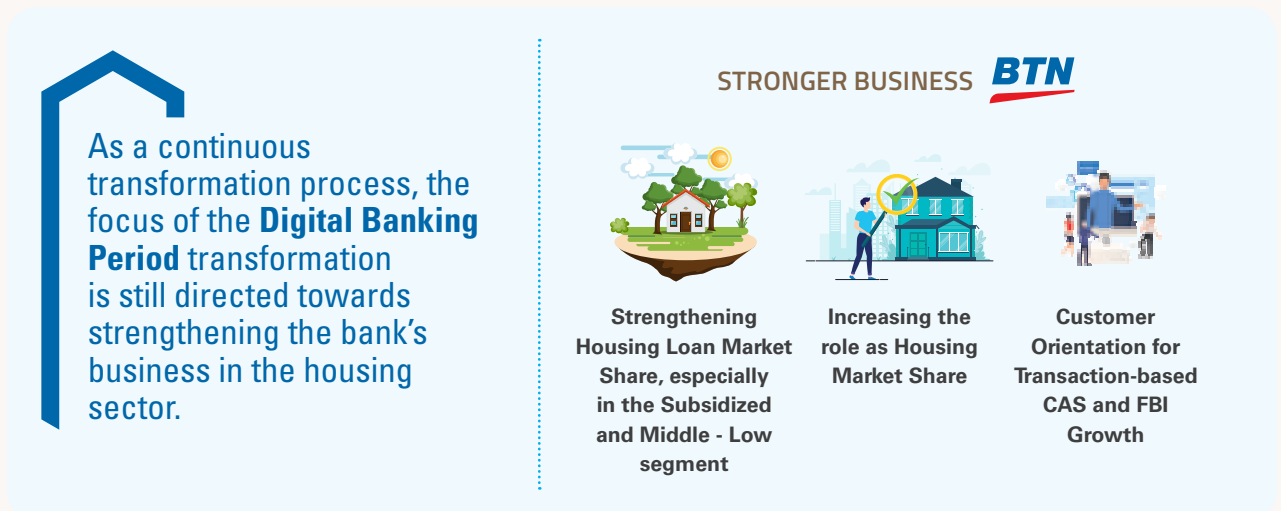 As a continuous
transformation process, the
focus of the Digital Banking
Period transformation
is still directed towards
strengthening the bank's
business in the housing
sector.
STRONGER BUSINESS BTN
Strengthening
Housing Loan Market
Share, especially
in the Subsidized
and Middle - Low
segment
Increasing the
role as Housing
Market Share
Customer
Orientation for
Transaction-based
CAS and FBI
Growth